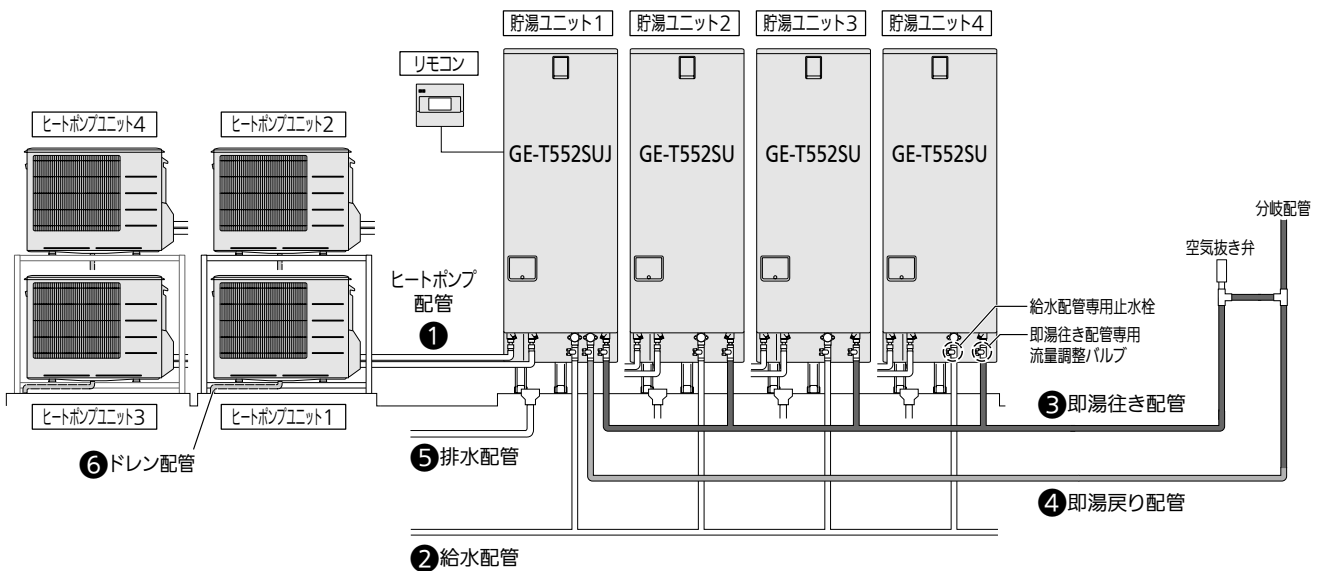 貯湯ユニット1
貯湯ユニット2
貯湯ユニット3
貯湯ユニット4
リモコン
ヒートポンプユニット4
ヒートポンプユニット2
GE-T552SUJ
GE-T552SU
GE-T552SU
GE-T552SU
分岐配管
空気抜き弁
ヒートポンプ
配管
❶
給水配管専用止水栓
即湯往き配管専用
流量調整バルブ
ヒートポンプユニット3
ヒートポンプユニット1
❸即湯往き配管
❻ドレン配管
❺排水配管
❹即湯戻り配管
❷給水配管